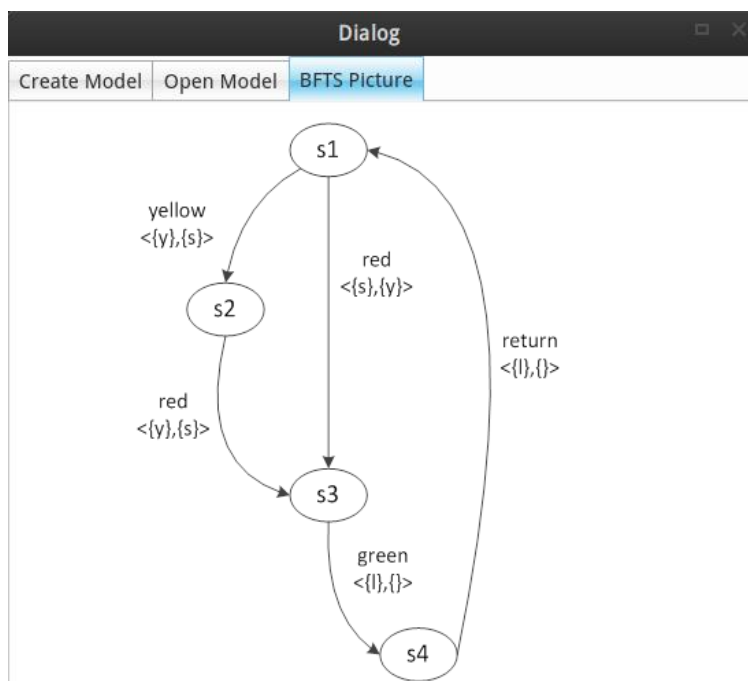 Dialog
Create Model
Open Model
BFTS Picture
s1
yellow
<{y},{s}>
red
<{s},{y}>
s2
return
<{l},{}>
red
<{y},{s}>
s3
green
<{l},{}>
s4